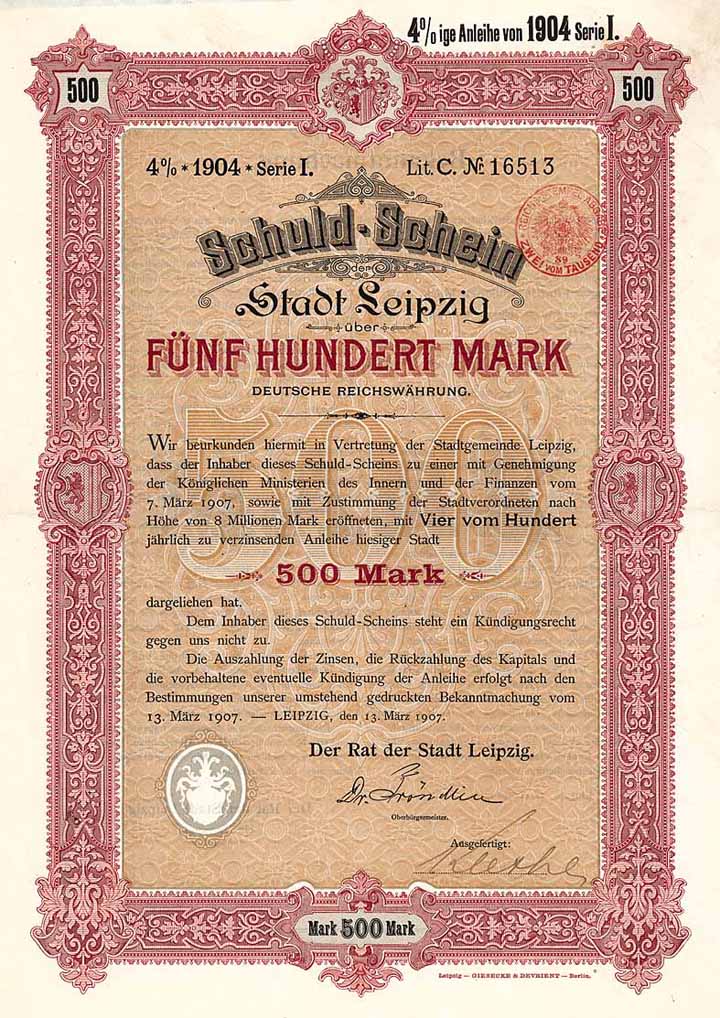 4% ige Anleihe von 1904 Serie I.
500
500
4% * 1904 * Serie I.
Lit. C. № 16513
Schuld-Schein
der
Stadt Leipzig
über
FÜNF HUNDERT MARK
DEUTSCHE REICHSWÄHRUNG.
ZWEI VOM TAUSEND
500
Wir beurkunden hiermit in Vertretung der Stadtgemeinde Leipzig,
dass der Inhaber dieses Schuld-Scheins zu einer mit Genehmigung
der Königlichen Ministerien des Innern und der Finanzen vom
7. März 1907, sowie mit Zustimmung der Stadtverordneten nach
Höhe von 8 Millionen Mark eröffneten, mit Vier vom Hundert
jährlich zu verzinsenden Anleihe hiesiger Stadt
500 Mark
dargeliehen hat.
Dem Inhaber dieses Schuld-Scheins steht ein Kündigungsrecht
gegen uns nicht zu.
Die Auszahlung der Zinsen, die Rückzahlung des Kapitals und
die vorbehaltene eventuelle Kündigung der Anleihe erfolgt nach den
Bestimmungen unserer umstehend gedruckten Bekanntmachung vom
13. März 1907. — LEIPZIG, den 13. März 1907.
Der Rat der Stadt Leipzig.
Dr. Tröndlin
Oberbürgermeister.
Ausgefertigt:
Mark 500 Mark
Leipzig — GIESECKE & DEVRIENT — Berlin.